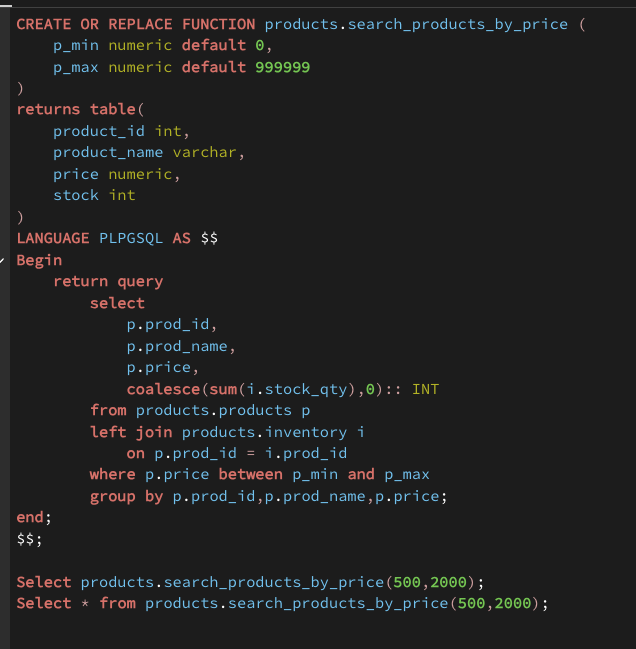 CREATE OR REPLACE FUNCTION products.search_products_by_price (
    p_min numeric default 0,
    p_max numeric default 999999
)
returns table(
    product_id int,
    product_name varchar,
    price numeric,
    stock int
)
LANGUAGE PLPGSQL AS $$
Begin
    return query
        select
            p.prod_id,
            p.prod_name,
            p.price,
            coalesce(sum(i.stock_qty),0):: INT
        from products.products p
        left join products.inventory i
            on p.prod_id = i.prod_id
        where p.price between p_min and p_max
        group by p.prod_id,p.prod_name,p.price;
end;
$$;

Select products.search_products_by_price(500,2000);
Select * from products.search_products_by_price(500,2000);